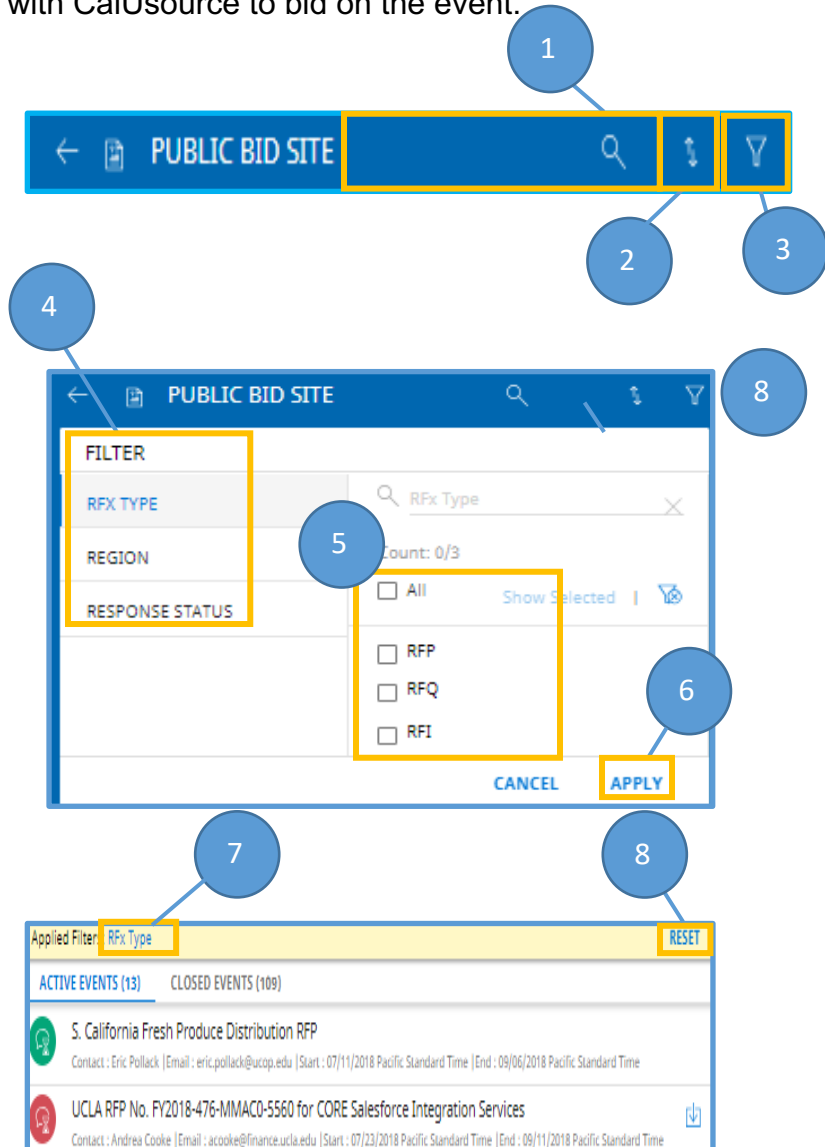 with CalUsource to bid on the event.
1
PUBLIC BID SITE
2
3
4
PUBLIC BID SITE
8
FILTER
RFX TYPE
RFx Type
REGION
5
Count: 0/3
All
Show Selected |
RESPONSE STATUS
RFP
RFQ
6
RFI
CANCEL APPLY
7
8
Applied Filters RFx Type RESET
ACTIVE EVENTS (13) CLOSED EVENTS (109)
S. California Fresh Produce Distribution RFP
Contact : Eric Pollack |Email : eric.pollack@ucop.edu |Start : 07/11/2018 Pacific Standard Time |End : 09/06/2018 Pacific Standard Time
UCLA RFP No. FY2018-476-MMAC0-5560 for CORE Salesforce Integration Services
Contact : Andrea Cooke |Email : acooke@finance.ucla.edu |Start : 07/23/2018 Pacific Standard Time |End : 09/11/2018 Pacific Standard Time